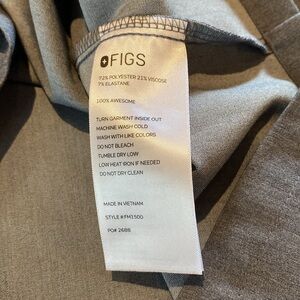 FIGS
72% POLYESTER 21% VISCOSE
7% ELASTANE
100% AWESOME
TURN GARMENT INSIDE OUT
MACHINE WASH COLD
WASH WITH LIKE COLORS
DO NOT BLEACH
TUMBLE DRY LOW
LOW HEAT IRON IF NEEDED
DO NOT DRY CLEAN
MADE IN VIETNAM
STYLE# FM1500
PO# 2688